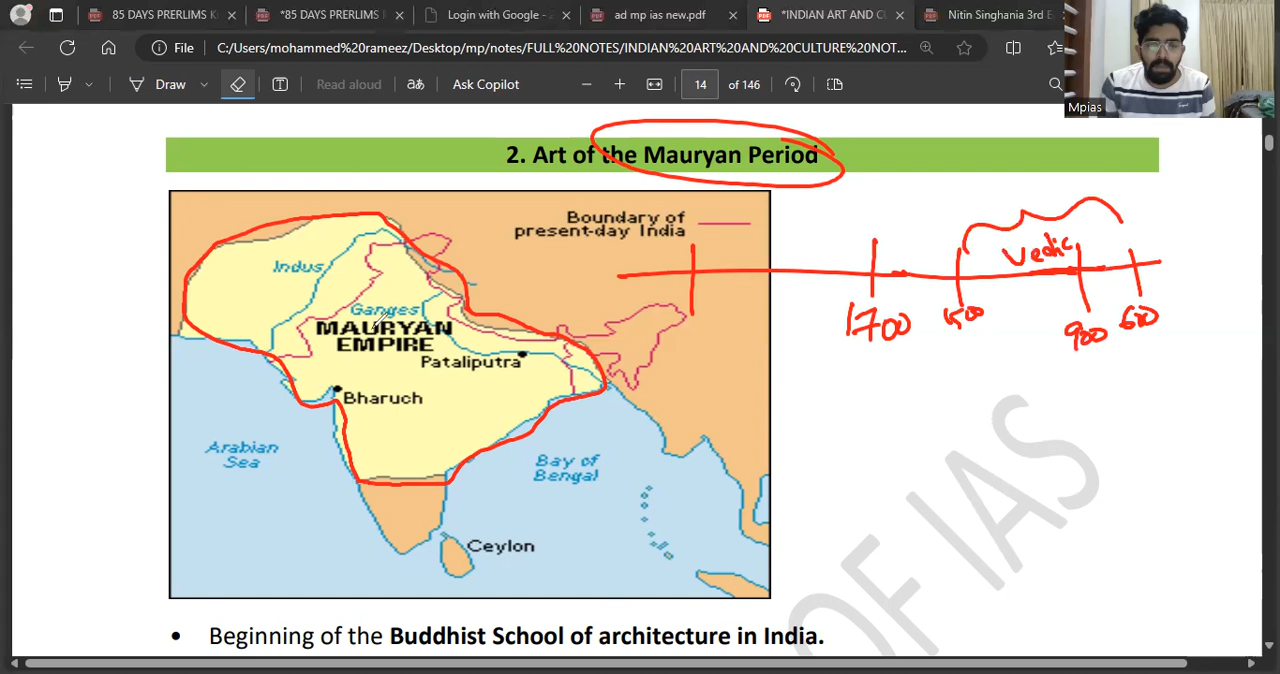 85 DAYS PRERLIMS K
*85 DAYS PRERLIMS I
Login with Google -
ad mp ias new.pdf
*INDIAN ART AND CU
Nitin Singhania 3rd E
File
C:/Users/mohammed%20rameez/Desktop/mp/notes/FULL%20NOTES/INDIAN%20ART%20AND%20CULTURE%20NOT...
Draw
Read aloud
aあ
Ask Copilot
14 of 146
Mpias
2. Art of the Mauryan Period
Boundary of
present-day India
Indus
Ganges
MAURYAN
EMPIRE
Pataliputra
Bharuch
Arabian
Sea
Bay of
Bengal
Ceylon
Vedic
1700
1500
900
600
OF IAS
• Beginning of the Buddhist School of architecture in India.